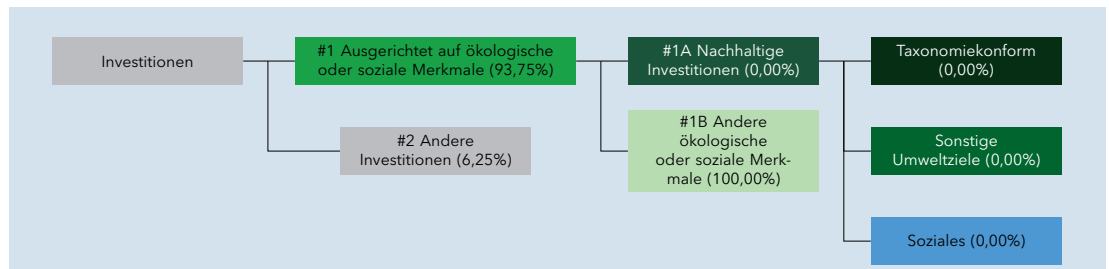 Investitionen
#1 Ausgerichtet auf ökologische
oder soziale Merkmale (93,75%)
#2 Andere
Investitionen (6,25%)
#1A Nachhaltige
Investitionen (0,00%)
#1B Andere
ökologische
oder soziale Merk-
male (100,00%)
Taxonomiekonform
(0,00%)
Sonstige
Umweltziele (0,00%)
Soziales (0,00%)